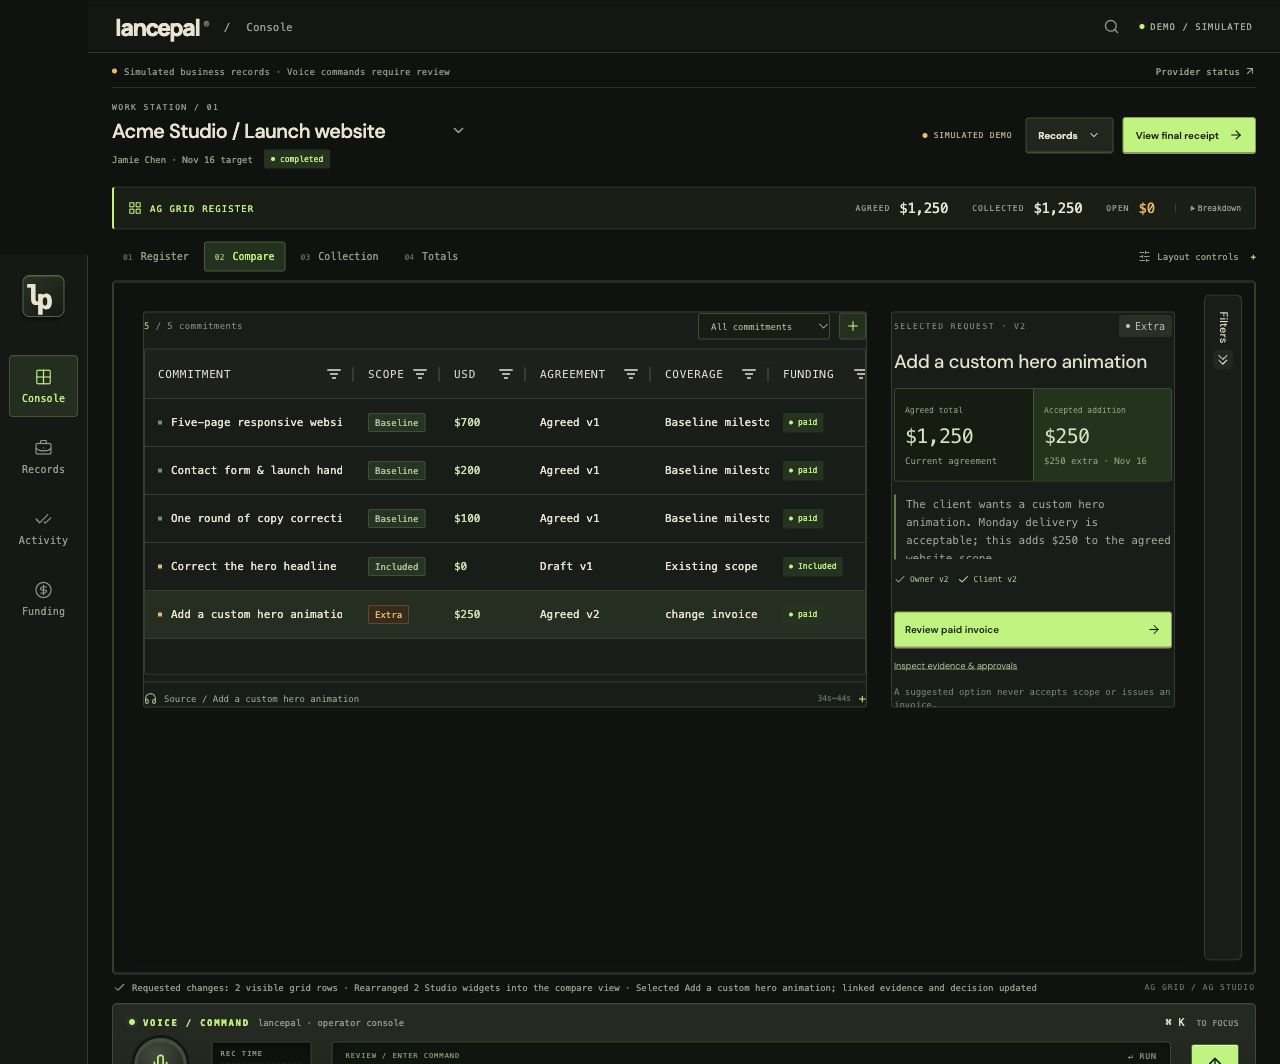 lancepal ® / Console
DEMO / SIMULATED
Simulated business records · Voice commands require review
Provider status
WORK STATION / 01
Acme Studio / Launch website
SIMULATED DEMO
Records
View final receipt
Jamie Chen · Nov 16 target
completed
AG GRID REGISTER
AGREED $1,250
COLLECTED $1,250
OPEN $0
Breakdown
01 Register
02 Compare
03 Collection
04 Totals
Layout controls +
lp
Console
Records
Activity
Funding
5 / 5 commitments
All commitments
+
COMMITMENT SCOPE USD AGREEMENT COVERAGE FUNDING
Five-page responsive websi Baseline $700 Agreed v1 Baseline milesto paid
Contact form & launch hand Baseline $200 Agreed v1 Baseline milesto paid
One round of copy correcti Baseline $100 Agreed v1 Baseline milesto paid
Correct the hero headline Included $0 Draft v1 Existing scope Included
Add a custom hero animatio Extra $250 Agreed v2 change invoice paid
Source / Add a custom hero animation
34s–44s +
SELECTED REQUEST · V2
Extra
Add a custom hero animation
Agreed total
$1,250
Current agreement
Accepted addition
$250
$250 extra · Nov 16
The client wants a custom hero
animation. Monday delivery is
acceptable; this adds $250 to the agreed
website scope
Owner v2
Client v2
Review paid invoice
Inspect evidence & approvals
A suggested option never accepts scope or issues an
invoice.
Filters
Requested changes: 2 visible grid rows · Rearranged 2 Studio widgets into the compare view · Selected Add a custom hero animation; linked evidence and decision updated
AG GRID / AG STUDIO
VOICE / COMMAND lancepal · operator console
⌘ K TO FOCUS
REC TIME
REVIEW / ENTER COMMAND
↵ RUN